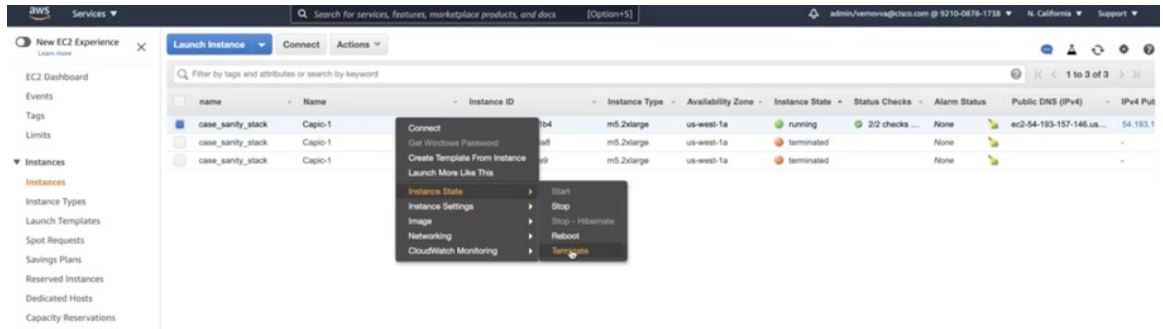 aws Services ▾ Search for services, features, marketplace products, and docs [Option+S] admin/vemovva@cisco.com @ 9210-0878-1758 ▾ N. California ▾ Support ▾
New EC2 Experience
Learn more
EC2 Dashboard
Events
Tags
Limits
▾ Instances
Instances
Instance Types
Launch Templates
Spot Requests
Savings Plans
Reserved Instances
Dedicated Hosts
Capacity Reservations
Launch Instance Connect Actions
Filter by tags and attributes or search by keyword 1 to 3 of 3
name Name Instance ID Instance Type Availability Zone Instance State Status Checks Alarm Status Public DNS (IPv4) IPv4 Pub
case_sanity_stack Capic-1 1b4 m5.2xlarge us-west-1a running 2/2 checks ... None ec2-54-193-157-146.us... 54.193.1
case_sanity_stack Capic-1 m5.2xlarge us-west-1a terminated None -
case_sanity_stack Capic-1 m5.2xlarge us-west-1a terminated None -
Connect
Get Windows Password
Create Template From Instance
Launch More Like This
Instance State
Instance Settings
Image
Networking
CloudWatch Monitoring
Start
Stop
Stop - Hibernate
Reboot
Terminate